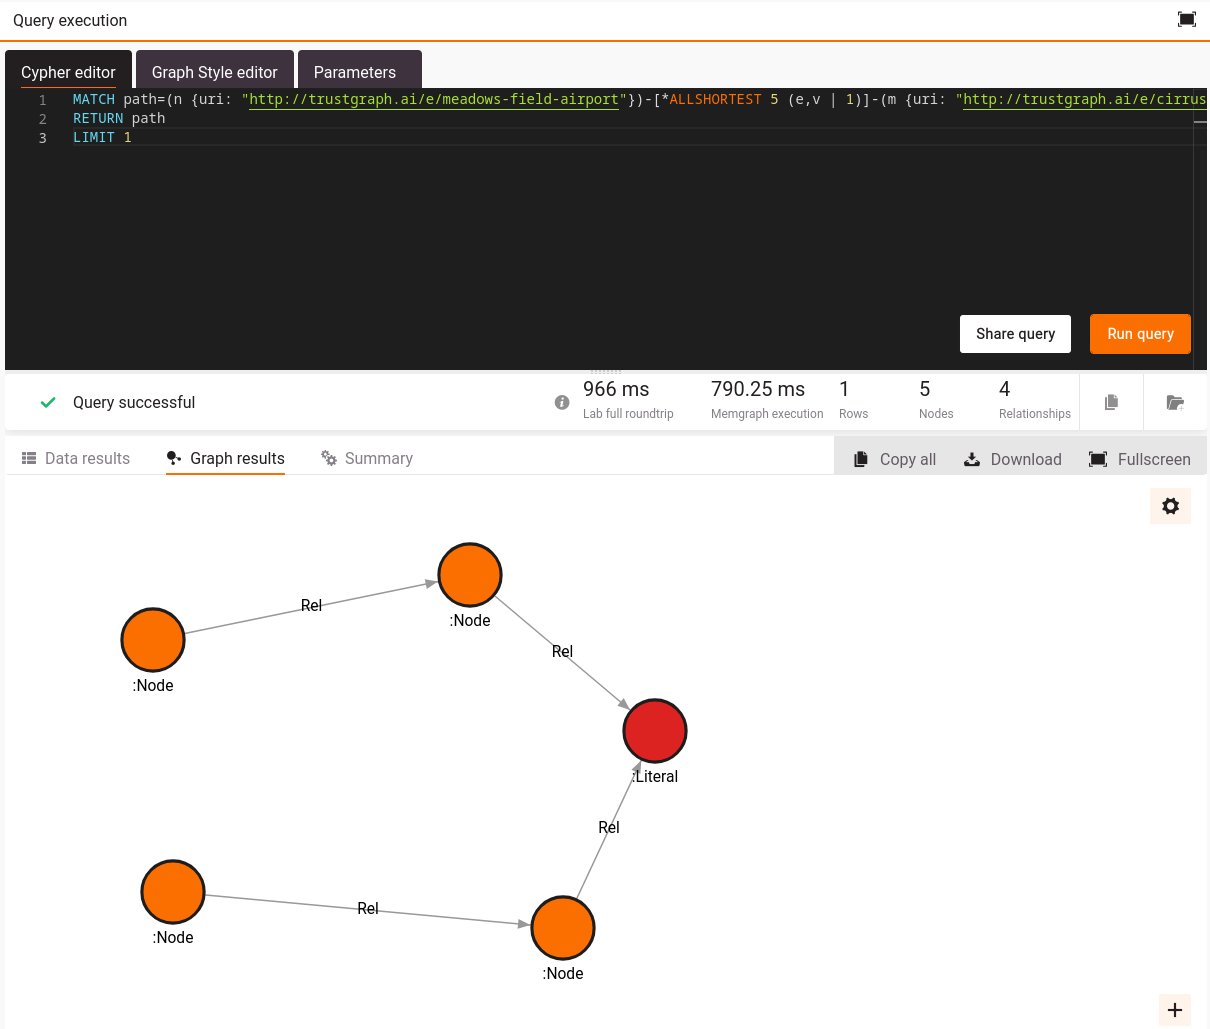 Query execution
Cypher editor
Graph Style editor
Parameters
1 MATCH path=(n {uri: "http://trustgraph.ai/e/meadows-field-airport"})-[*ALLSHORTEST 5 (e,v | 1)]-(m {uri: "http://trustgraph.ai/e/cirrus
2 RETURN path
3 LIMIT 1
Share query
Run query
Query successful
966 ms
Lab full roundtrip
790.25 ms
Memgraph execution
1
Rows
5
Nodes
4
Relationships
Data results
Graph results
Summary
Copy all
Download
Fullscreen
:Node
Rel
:Node
Rel
:Literal
Rel
:Node
Rel
:Node